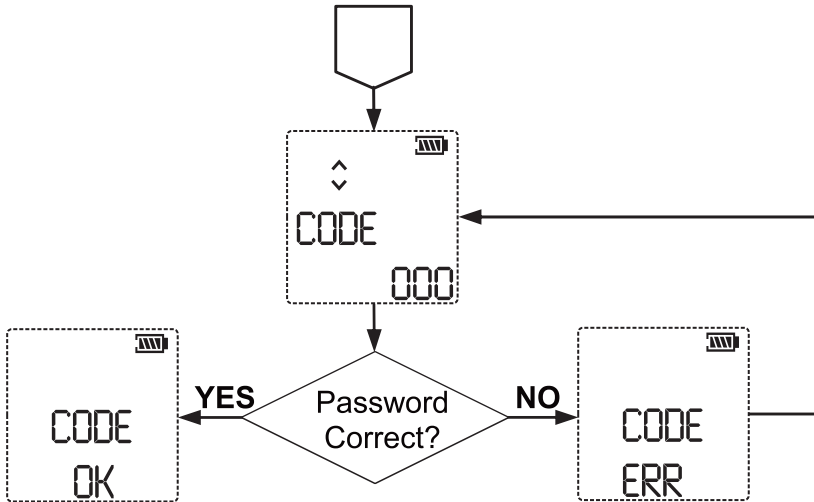 CODE
000
YES
Password
Correct?
NO
CODE
OK
CODE
ERR